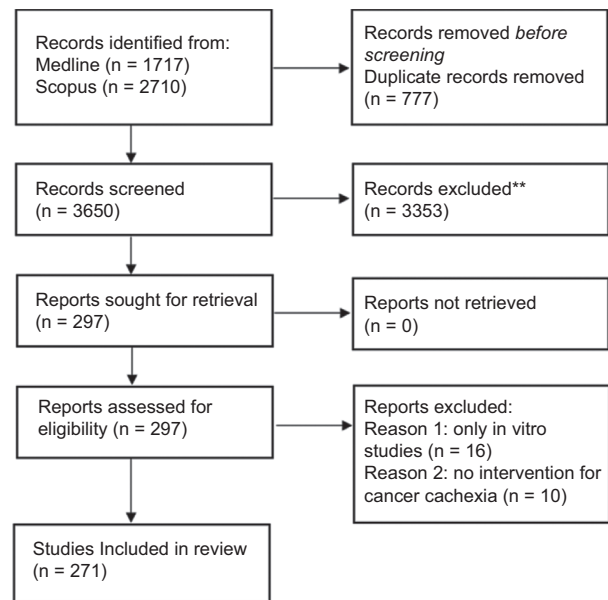 Records identified from:
Medline (n = 1717)
Scopus (n = 2710)
Records removed before
screening
Duplicate records removed
(n = 777)
Records screened
(n = 3650)
Records excluded**
(n = 3353)
Reports sought for retrieval
(n = 297)
Reports not retrieved
(n = 0)
Reports assessed for
eligibility (n = 297)
Reports excluded:
Reason 1: only in vitro
studies (n = 16)
Reason 2: no intervention for
cancer cachexia (n = 10)
Studies Included in review
(n = 271)